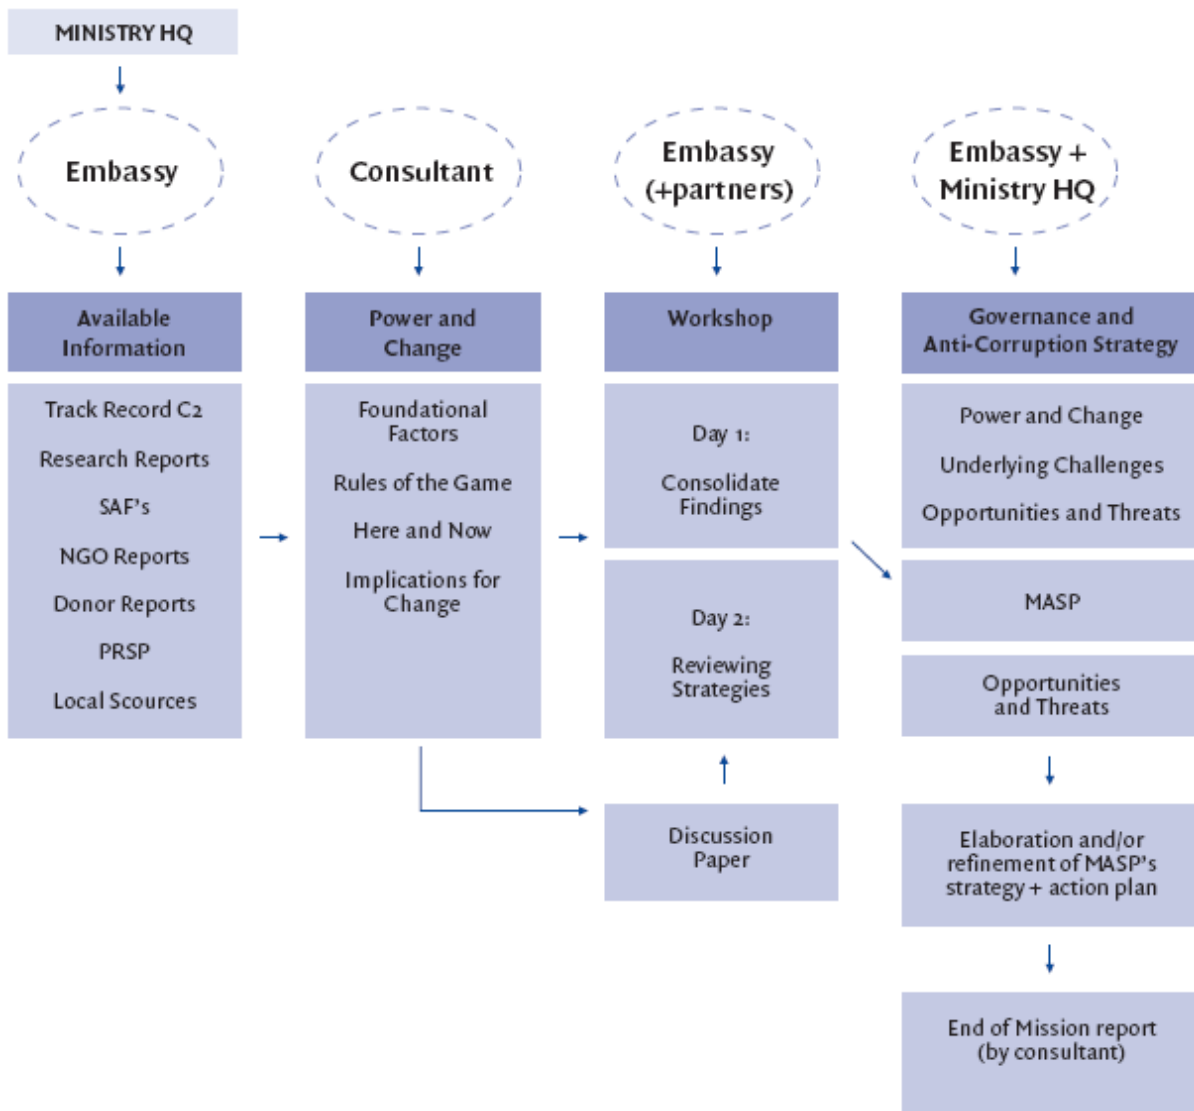 MINISTRY HQ
Embassy
Available
Information
Track Record C2
Research Reports
SAF's
NGO Reports
Donor Reports
PRSP
Local Scources
Consultant
Power and
Change
Foundational
Factors
Rules of the Game
Here and Now
Implications for
Change
Embassy
(+partners)
Workshop
Day 1:
Consolidate
Findings
Day 2:
Reviewing
Strategies
Discussion
Paper
Embassy +
Ministry HQ
Governance and
Anti-Corruption Strategy
Power and Change
Underlying Challenges
Opportunities and Threats
MASP
Opportunities
and Threats
Elaboration and/or
refinement of MASP's
strategy + action plan
End of Mission report
(by consultant)